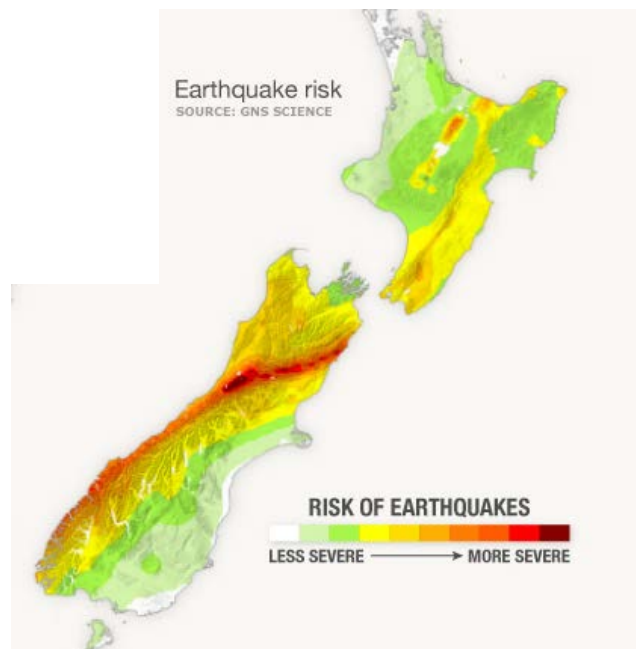 Earthquake risk
SOURCE: GNS SCIENCE
RISK OF EARTHQUAKES
LESS SEVERE MORE SEVERE